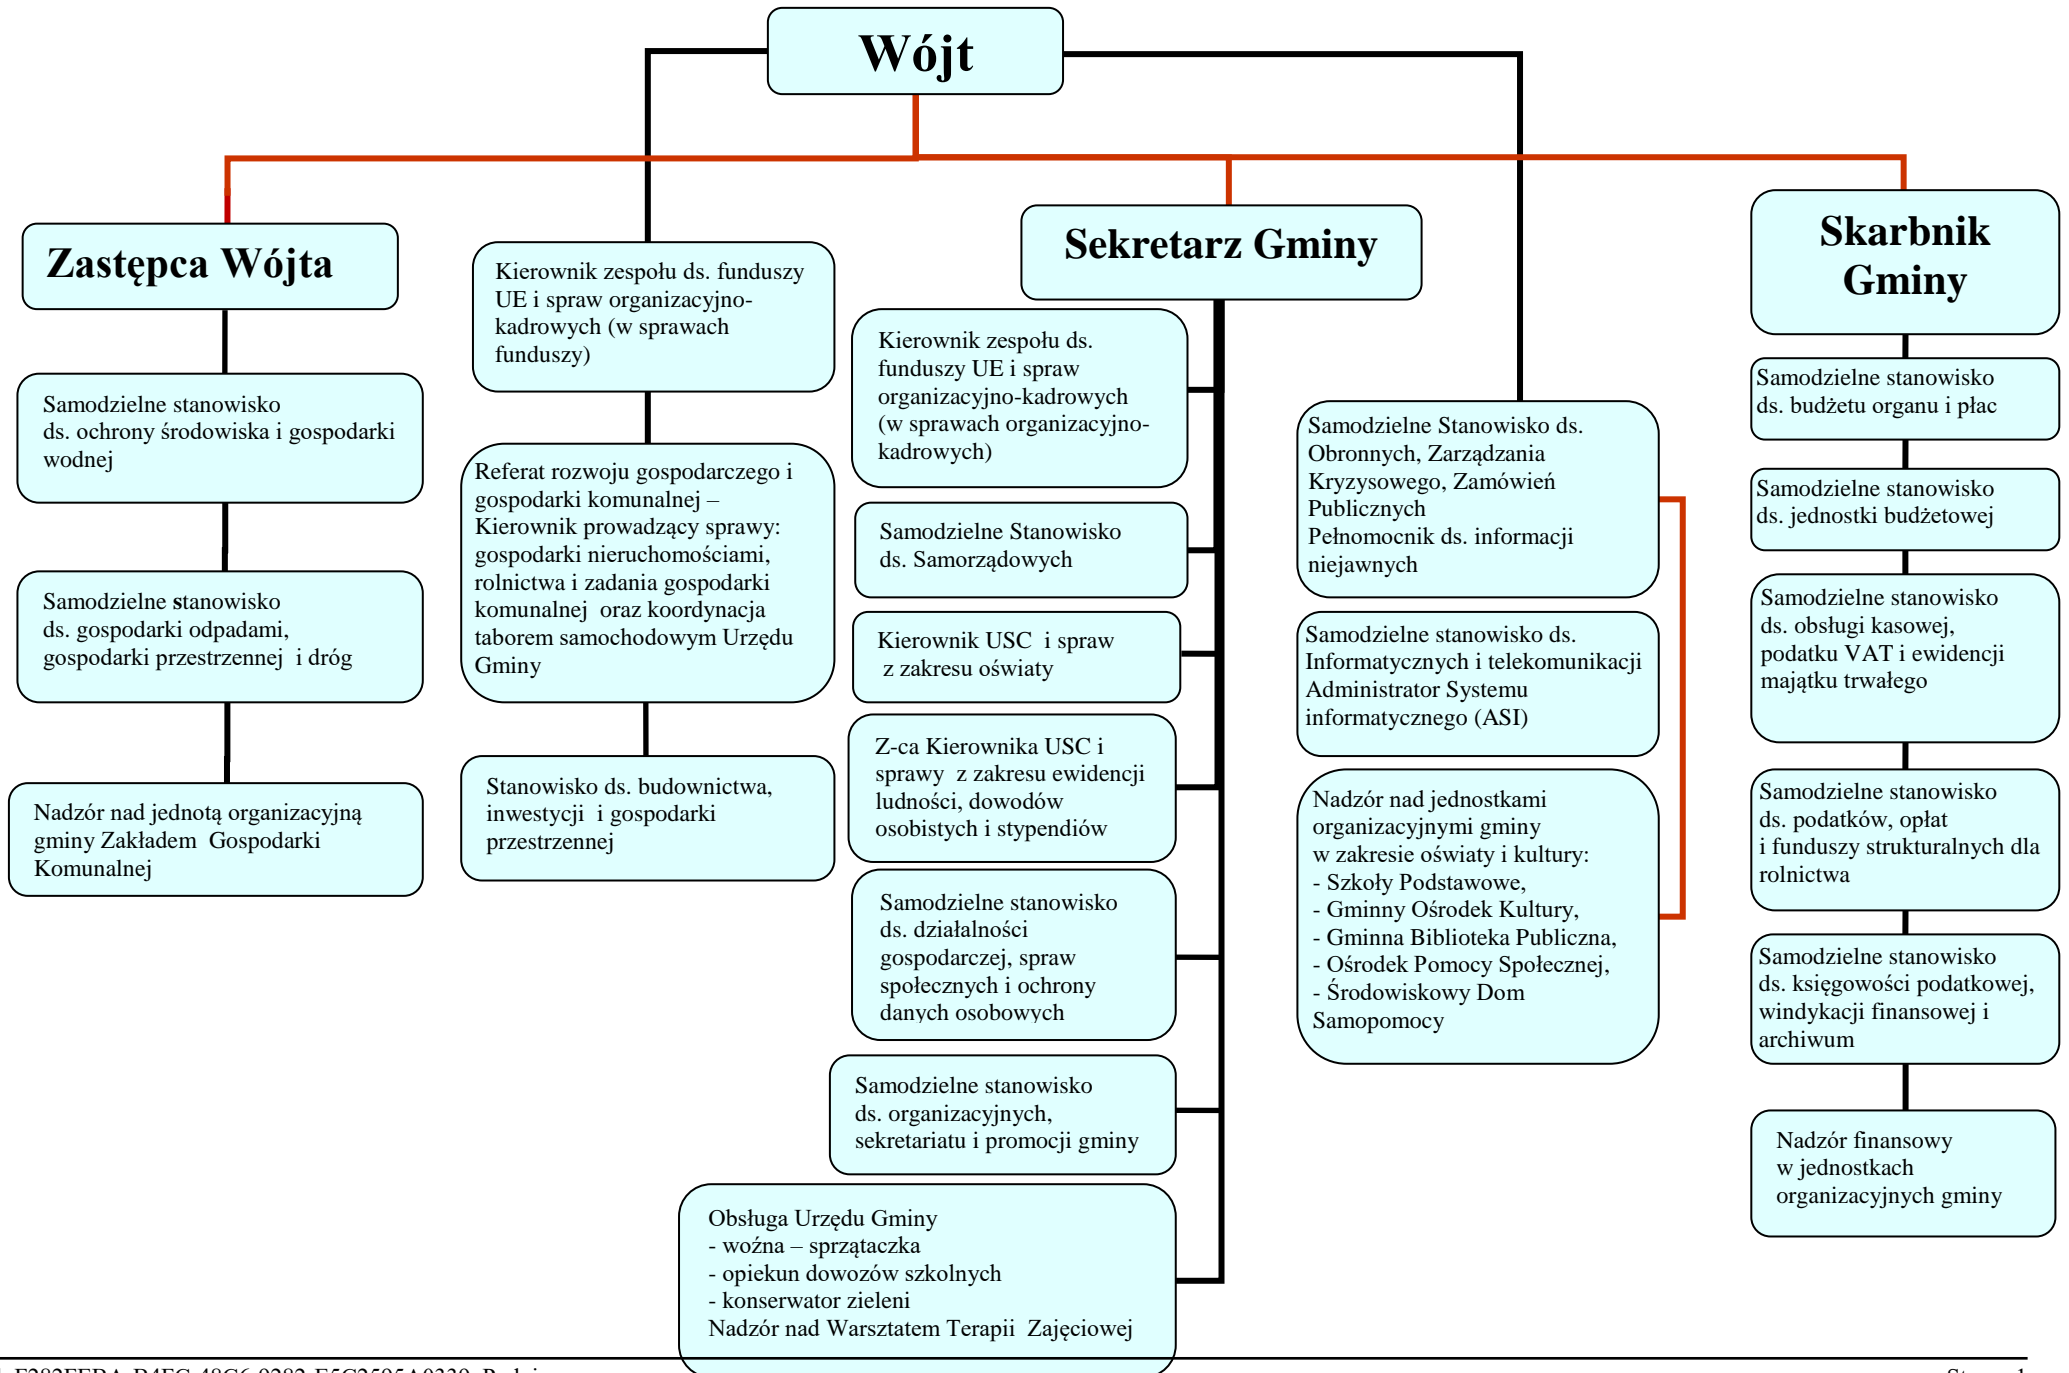 Wójt
Zastępca Wójta
Samodzielne stanowisko
ds. ochrony środowiska i gospodarki
wodnej
Samodzielne stanowisko
ds. gospodarki odpadami,
gospodarki przestrzennej i dróg
Nadzór nad jednotą organizacyjną
gminy Zakładem Gospodarki
Komunalnej
Kierownik zespołu ds. funduszy
UE i spraw organizacyjno-
kadrowych (w sprawach
funduszy)
Referat rozwoju gospodarczego i
gospodarki komunalnej –
Kierownik prowadzący sprawy:
gospodarki nieruchomościami,
rolnictwa i zadania gospodarki
komunalnej oraz koordynacja
taborem samochodowym Urzędu
Gminy
Stanowisko ds. budownictwa,
inwestycji i gospodarki
przestrzennej
Sekretarz Gminy
Kierownik zespołu ds.
funduszy UE i spraw
organizacyjno-kadrowych
(w sprawach organizacyjno-
kadrowych)
Samodzielne Stanowisko
ds. Samorządowych
Kierownik USC i spraw
z zakresu oświaty
Z-ca Kierownika USC i
sprawy z zakresu ewidencji
ludności, dowodów
osobistych i stypendiów
Samodzielne stanowisko
ds. działalności
gospodarczej, spraw
społecznych i ochrony
danych osobowych
Samodzielne stanowisko
ds. organizacyjnych,
sekretariatu i promocji gminy
Obsługa Urzędu Gminy
- woźna – sprzątaczka
- opiekun dowozów szkolnych
- konserwator zieleni
Nadzór nad Warsztatem Terapii Zajęciowej
Samodzielne Stanowisko ds.
Obronnych, Zarządzania
Kryzysowego, Zamówień
Publicznych
Pełnomocnik ds. informacji
niejawnych
Samodzielne stanowisko ds.
Informatycznych i telekomunikacji
Administrator Systemu
informatycznego (ASI)
Nadzór nad jednostkami
organizacyjnymi gminy
w zakresie oświaty i kultury:
- Szkoły Podstawowe,
- Gminny Ośrodek Kultury,
- Gminna Biblioteka Publiczna,
- Ośrodek Pomocy Społecznej,
- Środowiskowy Dom
Samopomocy
Skarbnik
Gminy
Samodzielne stanowisko
ds. budżetu organu i płac
Samodzielne stanowisko
ds. jednostki budżetowej
Samodzielne stanowisko
ds. obsługi kasowej,
podatku VAT i ewidencji
majątku trwałego
Samodzielne stanowisko
ds. podatków, opłat
i funduszy strukturalnych dla
rolnictwa
Samodzielne stanowisko
ds. księgowości podatkowej,
windykacji finansowej i
archiwum
Nadzór finansowy
w jednostkach
organizacyjnych gminy